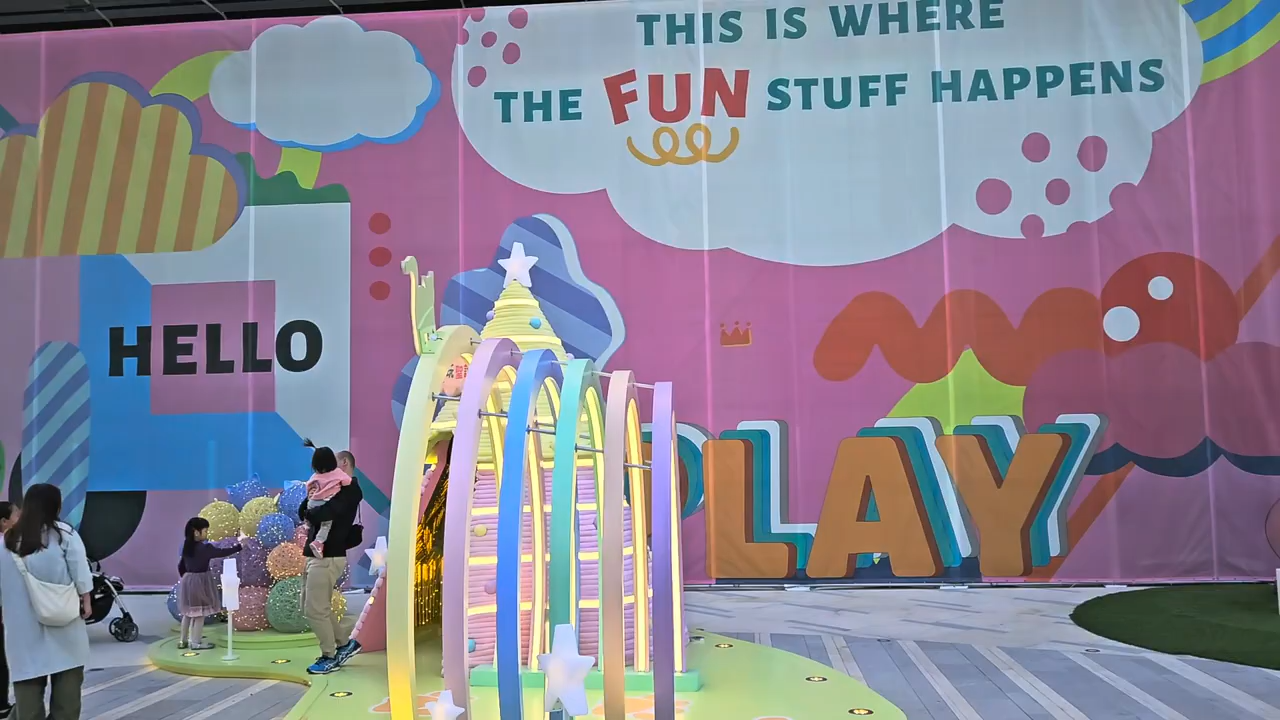 THIS IS WHERE
THE FUN STUFF HAPPENS
HELLO
PLAY